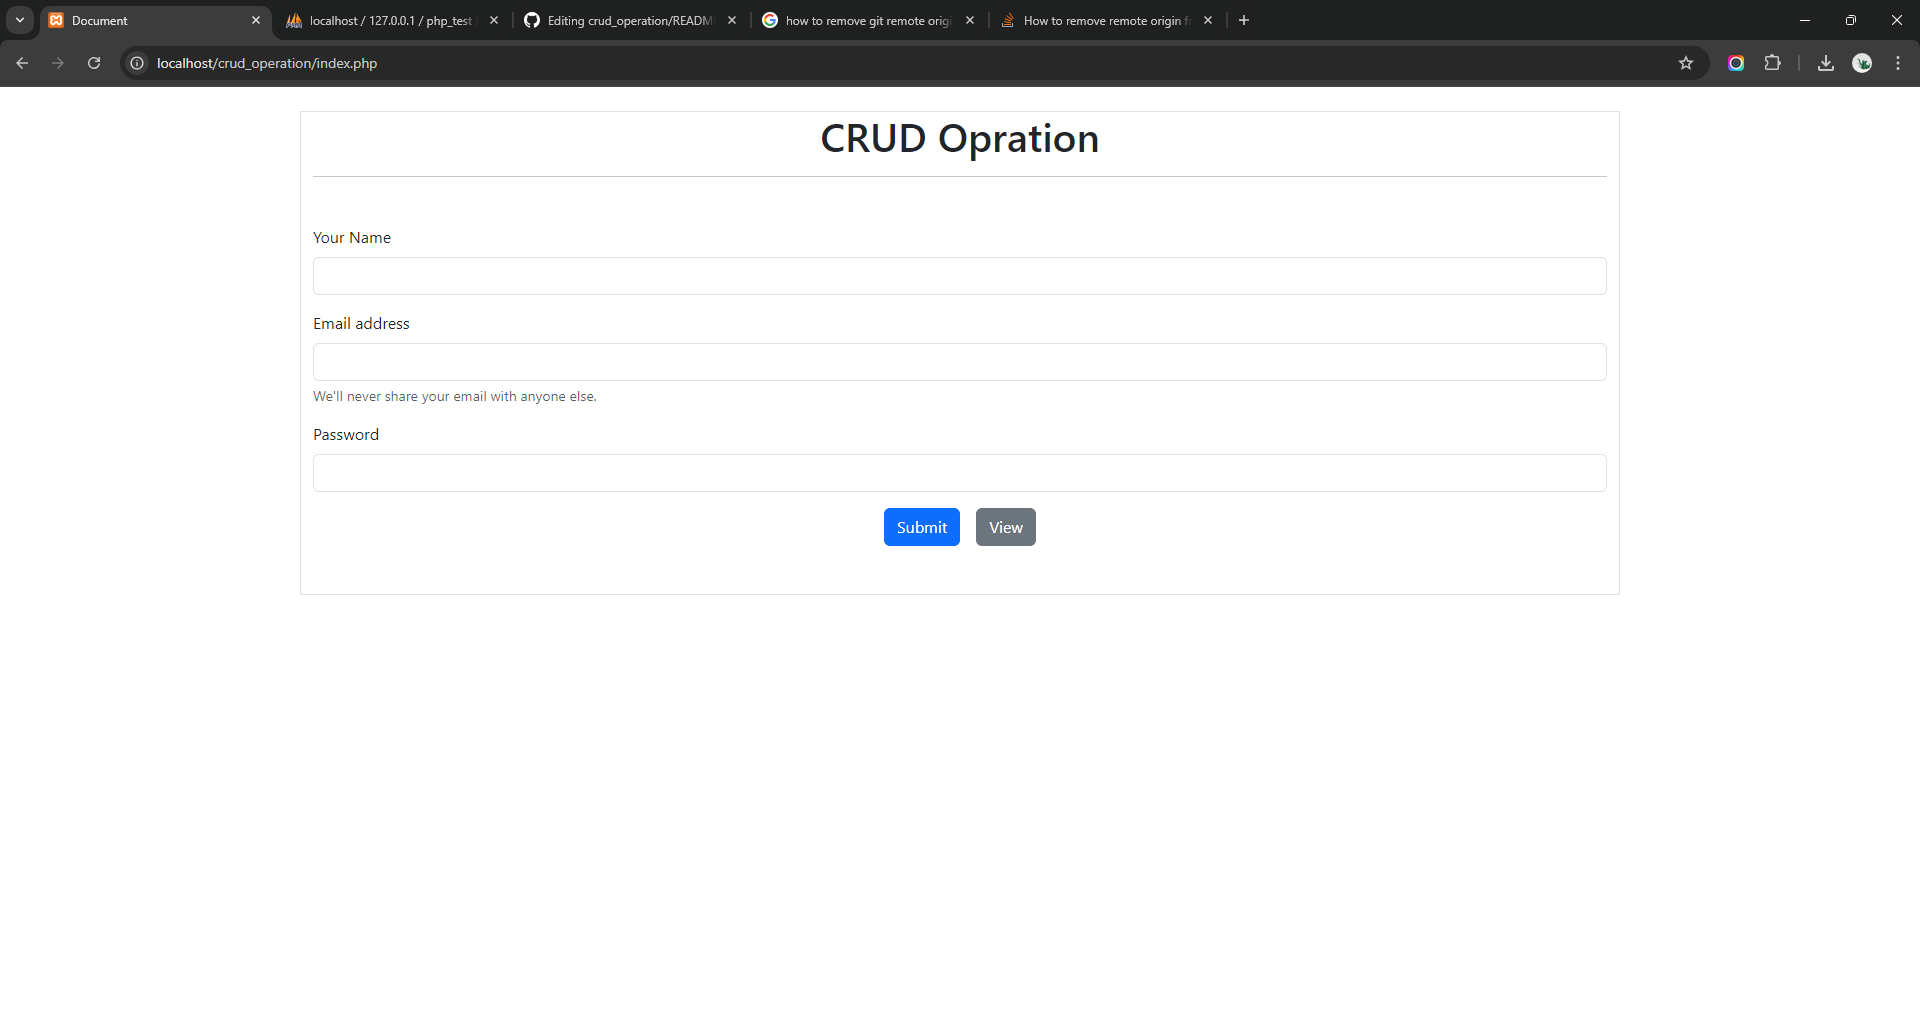 Document
localhost / 127.0.0.1 / php_test
Editing crud_operation/READM
how to remove git remote origi
How to remove remote origin f
localhost/crud_operation/index.php
CRUD Opration
Your Name
Email address
We'll never share your email with anyone else.
Password
Submit
View